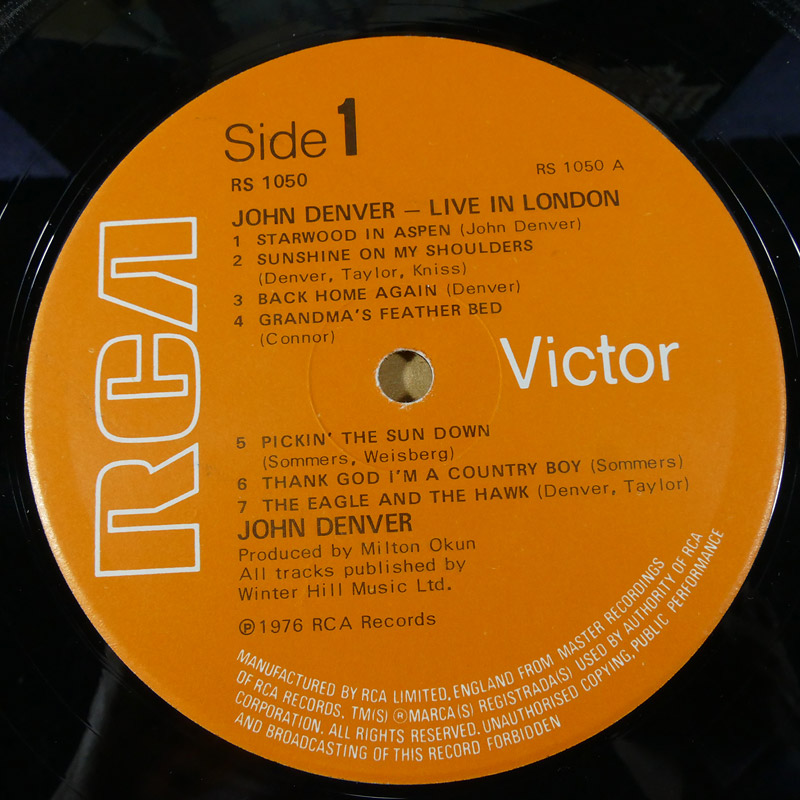 Side 1
RS 1050
RS 1050 A
JOHN DENVER – LIVE IN LONDON
1 STARWOOD IN ASPEN (John Denver)
2 SUNSHINE ON MY SHOULDERS
(Denver, Taylor, Kniss)
3 BACK HOME AGAIN (Denver)
4 GRANDMA'S FEATHER BED
(Connor)
RCA
Victor
5 PICKIN' THE SUN DOWN
(Sommers, Weisberg)
6 THANK GOD I'M A COUNTRY BOY (Sommers)
7 THE EAGLE AND THE HAWK (Denver, Taylor)
JOHN DENVER
Produced by Milton Okun
All tracks published by
Winter Hill Music Ltd.
℗1976 RCA Records
MANUFACTURED BY RCA LIMITED, ENGLAND FROM MASTER RECORDINGS
OF RCA RECORDS. TM(S) ® MARCA(S) REGISTRADA(S) USED BY AUTHORITY OF RCA
CORPORATION. ALL RIGHTS RESERVED. UNAUTHORISED COPYING, PUBLIC PERFORMANCE
AND BROADCASTING OF THIS RECORD FORBIDDEN